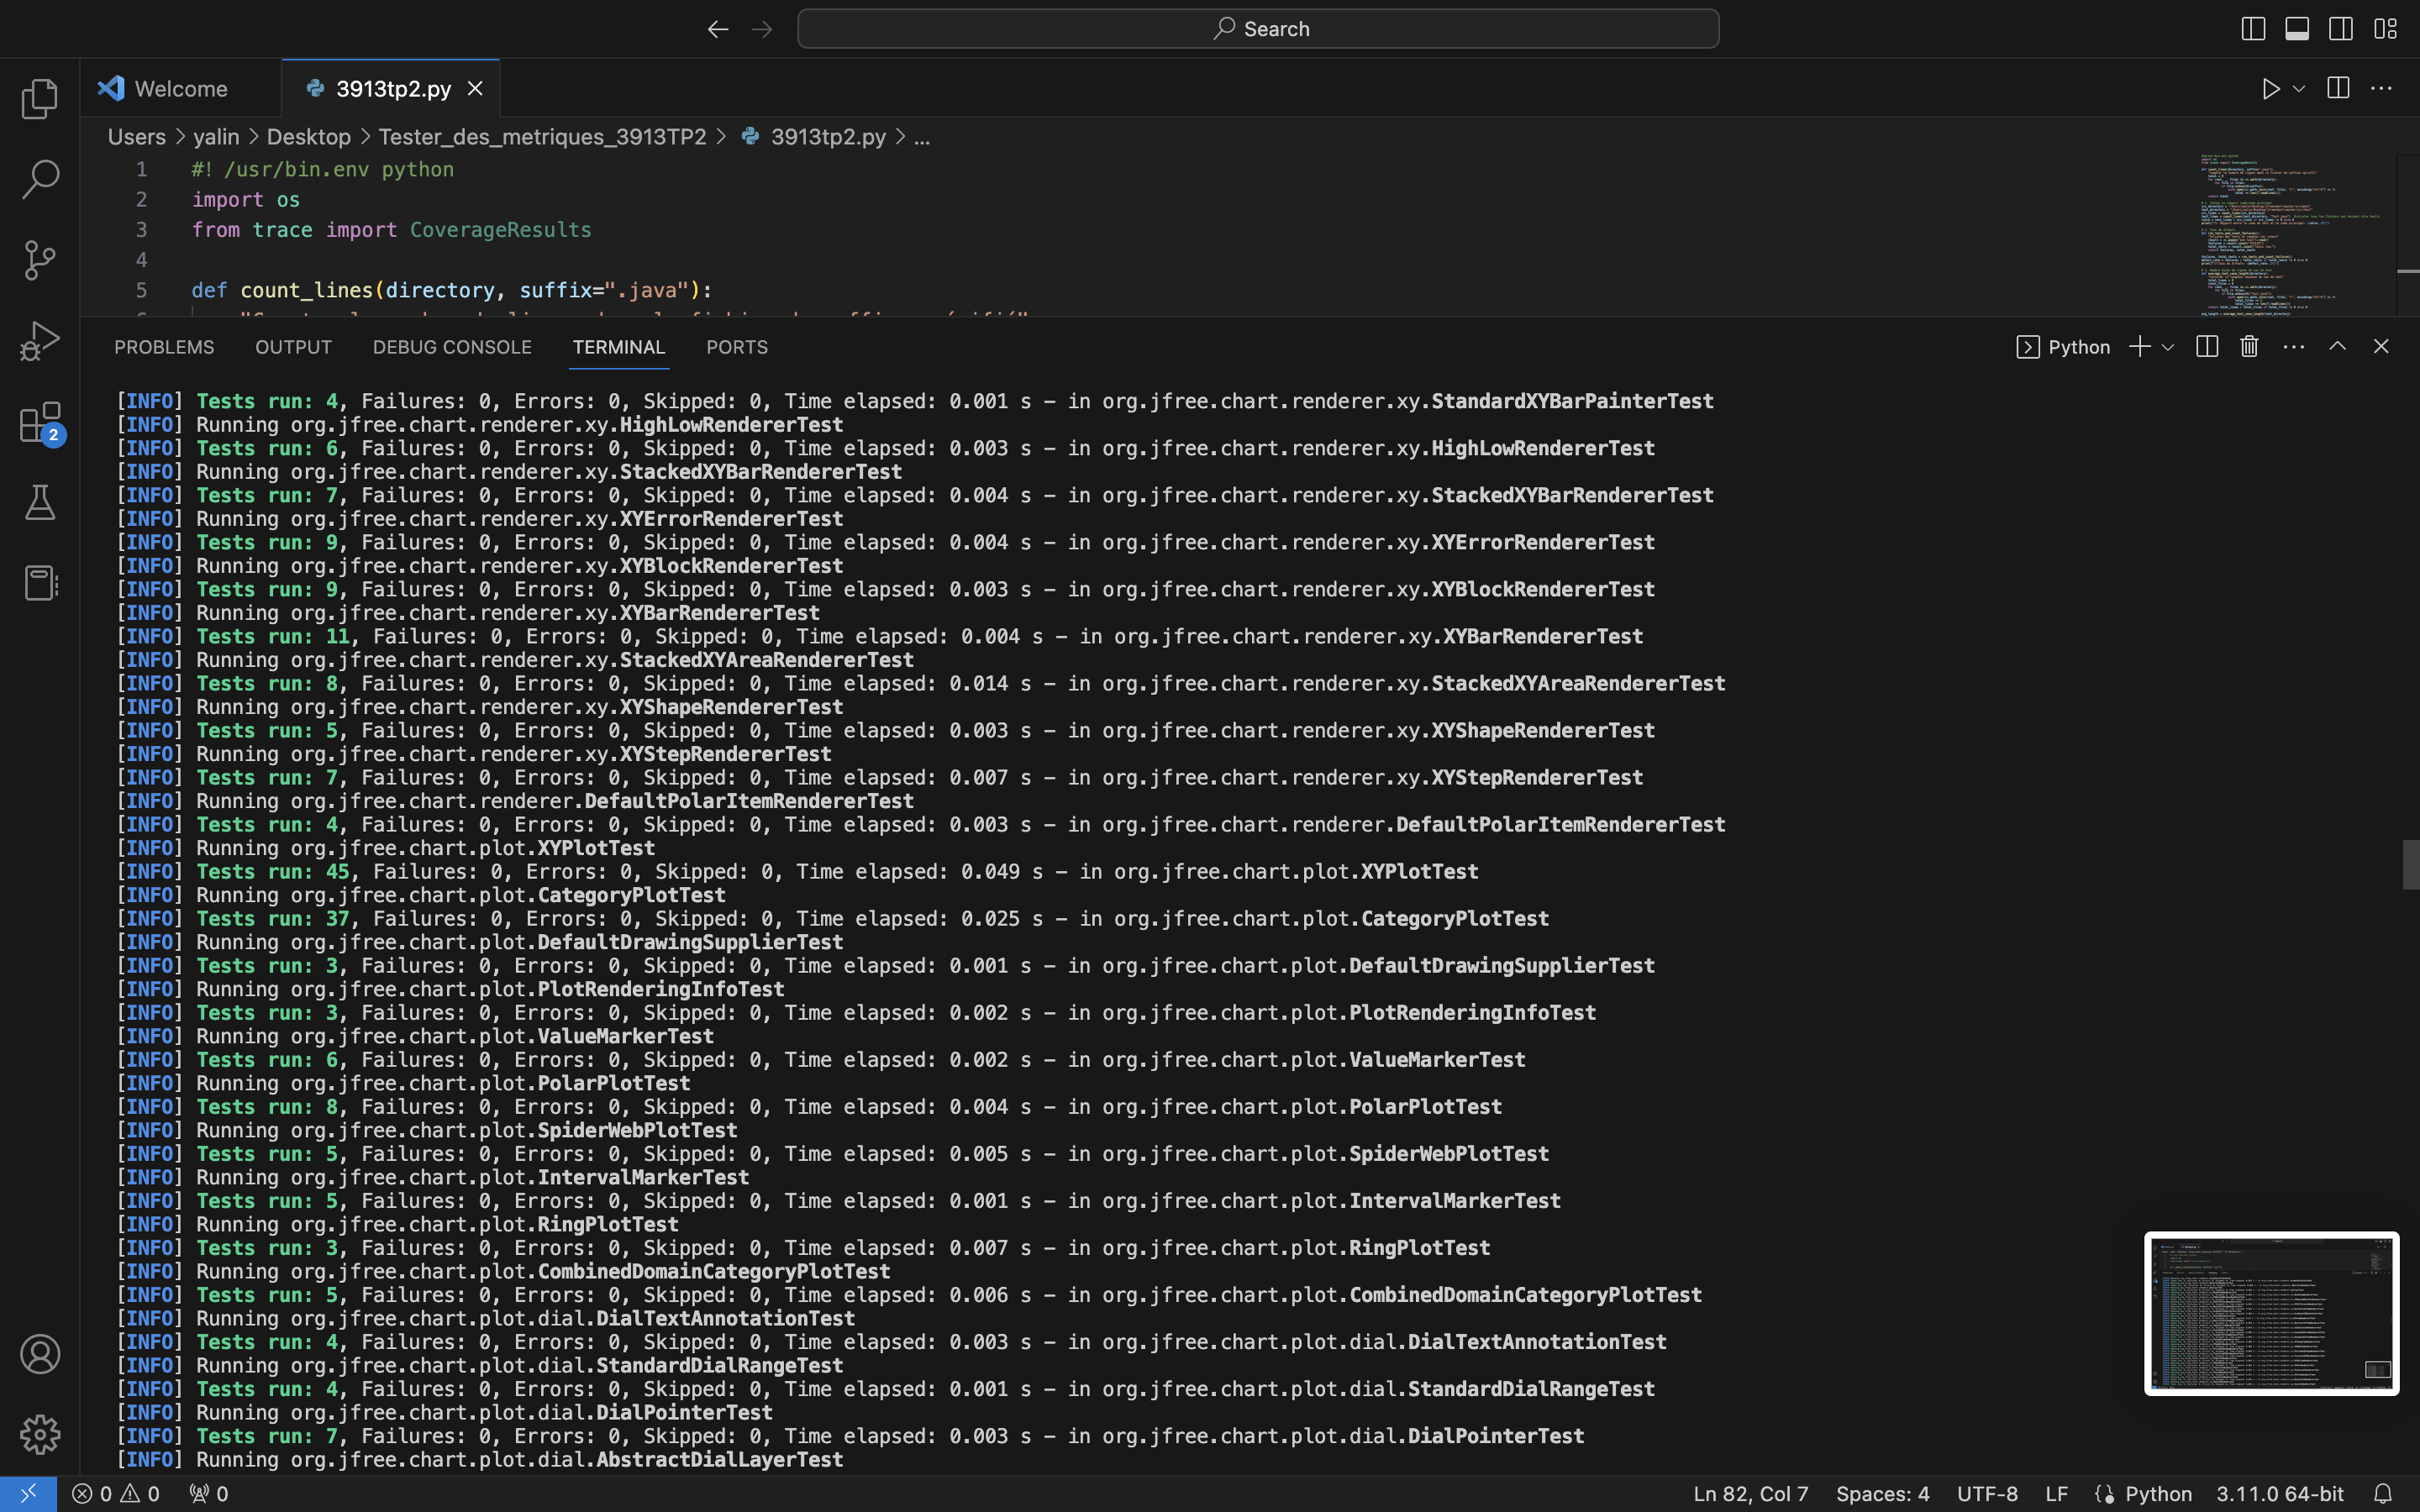 Search
Welcome
3913tp2.py
Users > yalin > Desktop > Tester_des_metriques_3913TP2 > 3913tp2.py > ...
1 #! /usr/bin.env python
2 import os
3 from trace import CoverageResults
4
5 def count_lines(directory, suffix=".java"):
PROBLEMS OUTPUT DEBUG CONSOLE TERMINAL PORTS
Python
[INFO] Tests run: 4, Failures: 0, Errors: 0, Skipped: 0, Time elapsed: 0.001 s - in org.jfree.chart.renderer.xy.StandardXYBarPainterTest
[INFO] Running org.jfree.chart.renderer.xy.HighLowRendererTest
[INFO] Tests run: 6, Failures: 0, Errors: 0, Skipped: 0, Time elapsed: 0.003 s - in org.jfree.chart.renderer.xy.HighLowRendererTest
[INFO] Running org.jfree.chart.renderer.xy.StackedXYBarRendererTest
[INFO] Tests run: 7, Failures: 0, Errors: 0, Skipped: 0, Time elapsed: 0.004 s - in org.jfree.chart.renderer.xy.StackedXYBarRendererTest
[INFO] Running org.jfree.chart.renderer.xy.XYErrorRendererTest
[INFO] Tests run: 9, Failures: 0, Errors: 0, Skipped: 0, Time elapsed: 0.004 s - in org.jfree.chart.renderer.xy.XYErrorRendererTest
[INFO] Running org.jfree.chart.renderer.xy.XYBlockRendererTest
[INFO] Tests run: 9, Failures: 0, Errors: 0, Skipped: 0, Time elapsed: 0.003 s - in org.jfree.chart.renderer.xy.XYBlockRendererTest
[INFO] Running org.jfree.chart.renderer.xy.XYBarRendererTest
[INFO] Tests run: 11, Failures: 0, Errors: 0, Skipped: 0, Time elapsed: 0.004 s - in org.jfree.chart.renderer.xy.XYBarRendererTest
[INFO] Running org.jfree.chart.renderer.xy.StackedXYAreaRendererTest
[INFO] Tests run: 8, Failures: 0, Errors: 0, Skipped: 0, Time elapsed: 0.014 s - in org.jfree.chart.renderer.xy.StackedXYAreaRendererTest
[INFO] Running org.jfree.chart.renderer.xy.XYShapeRendererTest
[INFO] Tests run: 5, Failures: 0, Errors: 0, Skipped: 0, Time elapsed: 0.003 s - in org.jfree.chart.renderer.xy.XYShapeRendererTest
[INFO] Running org.jfree.chart.renderer.xy.XYStepRendererTest
[INFO] Tests run: 7, Failures: 0, Errors: 0, Skipped: 0, Time elapsed: 0.007 s - in org.jfree.chart.renderer.xy.XYStepRendererTest
[INFO] Running org.jfree.chart.renderer.DefaultPolarItemRendererTest
[INFO] Tests run: 4, Failures: 0, Errors: 0, Skipped: 0, Time elapsed: 0.003 s - in org.jfree.chart.renderer.DefaultPolarItemRendererTest
[INFO] Running org.jfree.chart.plot.XYPlotTest
[INFO] Tests run: 45, Failures: 0, Errors: 0, Skipped: 0, Time elapsed: 0.049 s - in org.jfree.chart.plot.XYPlotTest
[INFO] Running org.jfree.chart.plot.CategoryPlotTest
[INFO] Tests run: 37, Failures: 0, Errors: 0, Skipped: 0, Time elapsed: 0.025 s - in org.jfree.chart.plot.CategoryPlotTest
[INFO] Running org.jfree.chart.plot.DefaultDrawingSupplierTest
[INFO] Tests run: 3, Failures: 0, Errors: 0, Skipped: 0, Time elapsed: 0.001 s - in org.jfree.chart.plot.DefaultDrawingSupplierTest
[INFO] Running org.jfree.chart.plot.PlotRenderingInfoTest
[INFO] Tests run: 3, Failures: 0, Errors: 0, Skipped: 0, Time elapsed: 0.002 s - in org.jfree.chart.plot.PlotRenderingInfoTest
[INFO] Running org.jfree.chart.plot.ValueMarkerTest
[INFO] Tests run: 6, Failures: 0, Errors: 0, Skipped: 0, Time elapsed: 0.002 s - in org.jfree.chart.plot.ValueMarkerTest
[INFO] Running org.jfree.chart.plot.PolarPlotTest
[INFO] Tests run: 8, Failures: 0, Errors: 0, Skipped: 0, Time elapsed: 0.004 s - in org.jfree.chart.plot.PolarPlotTest
[INFO] Running org.jfree.chart.plot.SpiderWebPlotTest
[INFO] Tests run: 5, Failures: 0, Errors: 0, Skipped: 0, Time elapsed: 0.005 s - in org.jfree.chart.plot.SpiderWebPlotTest
[INFO] Running org.jfree.chart.plot.IntervalMarkerTest
[INFO] Tests run: 5, Failures: 0, Errors: 0, Skipped: 0, Time elapsed: 0.001 s - in org.jfree.chart.plot.IntervalMarkerTest
[INFO] Running org.jfree.chart.plot.RingPlotTest
[INFO] Tests run: 3, Failures: 0, Errors: 0, Skipped: 0, Time elapsed: 0.007 s - in org.jfree.chart.plot.RingPlotTest
[INFO] Running org.jfree.chart.plot.CombinedDomainCategoryPlotTest
[INFO] Tests run: 5, Failures: 0, Errors: 0, Skipped: 0, Time elapsed: 0.006 s - in org.jfree.chart.plot.CombinedDomainCategoryPlotTest
[INFO] Running org.jfree.chart.plot.dial.DialTextAnnotationTest
[INFO] Tests run: 4, Failures: 0, Errors: 0, Skipped: 0, Time elapsed: 0.003 s - in org.jfree.chart.plot.dial.DialTextAnnotationTest
[INFO] Running org.jfree.chart.plot.dial.StandardDialRangeTest
[INFO] Tests run: 4, Failures: 0, Errors: 0, Skipped: 0, Time elapsed: 0.001 s - in org.jfree.chart.plot.dial.StandardDialRangeTest
[INFO] Running org.jfree.chart.plot.dial.DialPointerTest
[INFO] Tests run: 7, Failures: 0, Errors: 0, Skipped: 0, Time elapsed: 0.003 s - in org.jfree.chart.plot.dial.DialPointerTest
[INFO] Running org.jfree.chart.plot.dial.AbstractDialLayerTest
2
0 0 0
Ln 82, Col 7 Spaces: 4 UTF-8 LF Python 3.11.0 64-bit